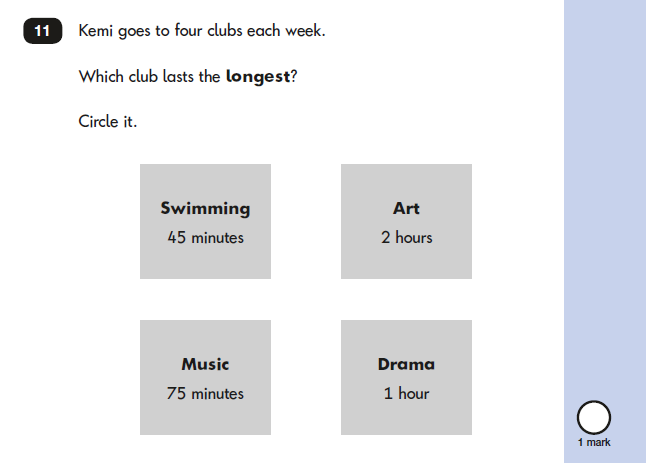 11 Kemi goes to four clubs each week.
Which club lasts the longest?
Circle it.
Swimming
45 minutes
Art
2 hours
Music
75 minutes
Drama
1 hour
1 mark